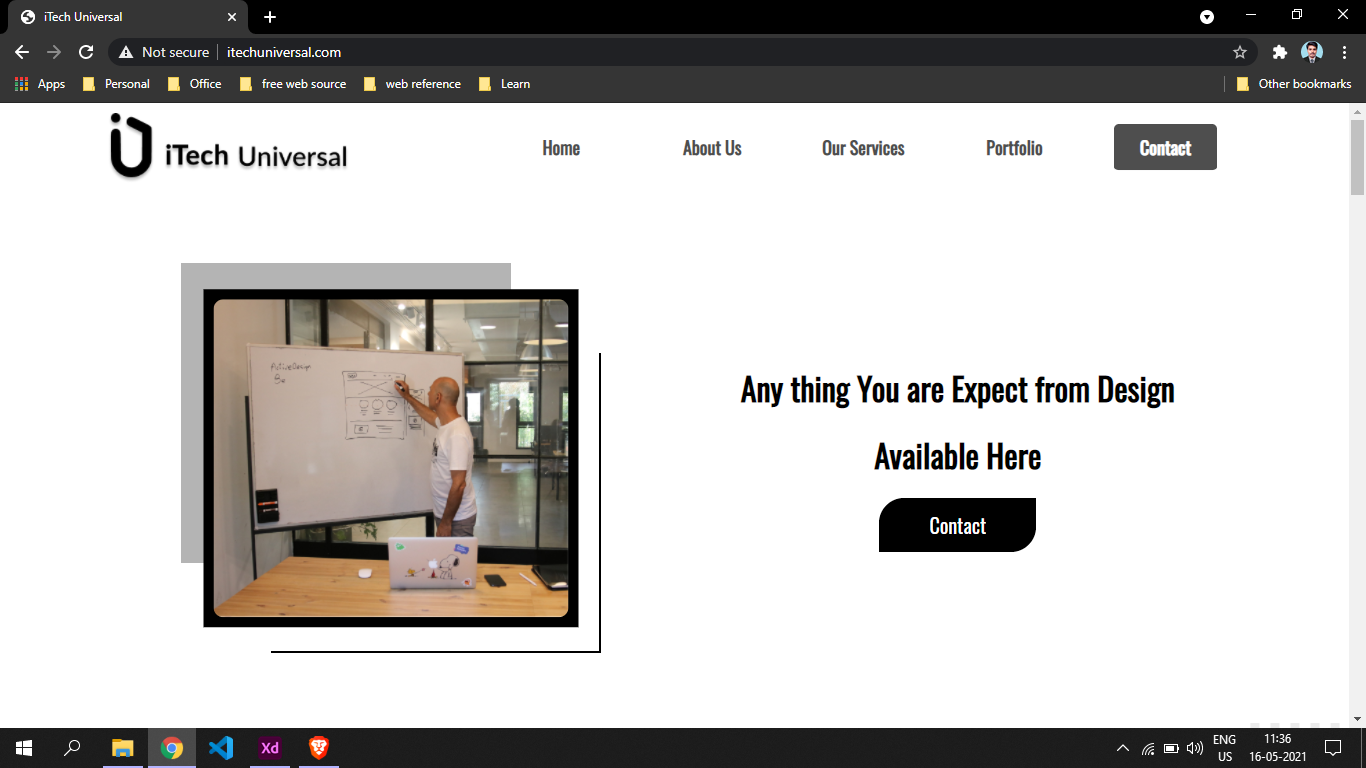 iTech Universal
Not secure
itechuniversal.com
Apps
Personal
Office
free web source
web reference
Learn
Other bookmarks
iTech Universal
Home
About Us
Our Services
Portfolio
Contact
Any thing You are Expect from Design
Available Here
Contact
Xd
ENG
US
11:36
16-05-2021